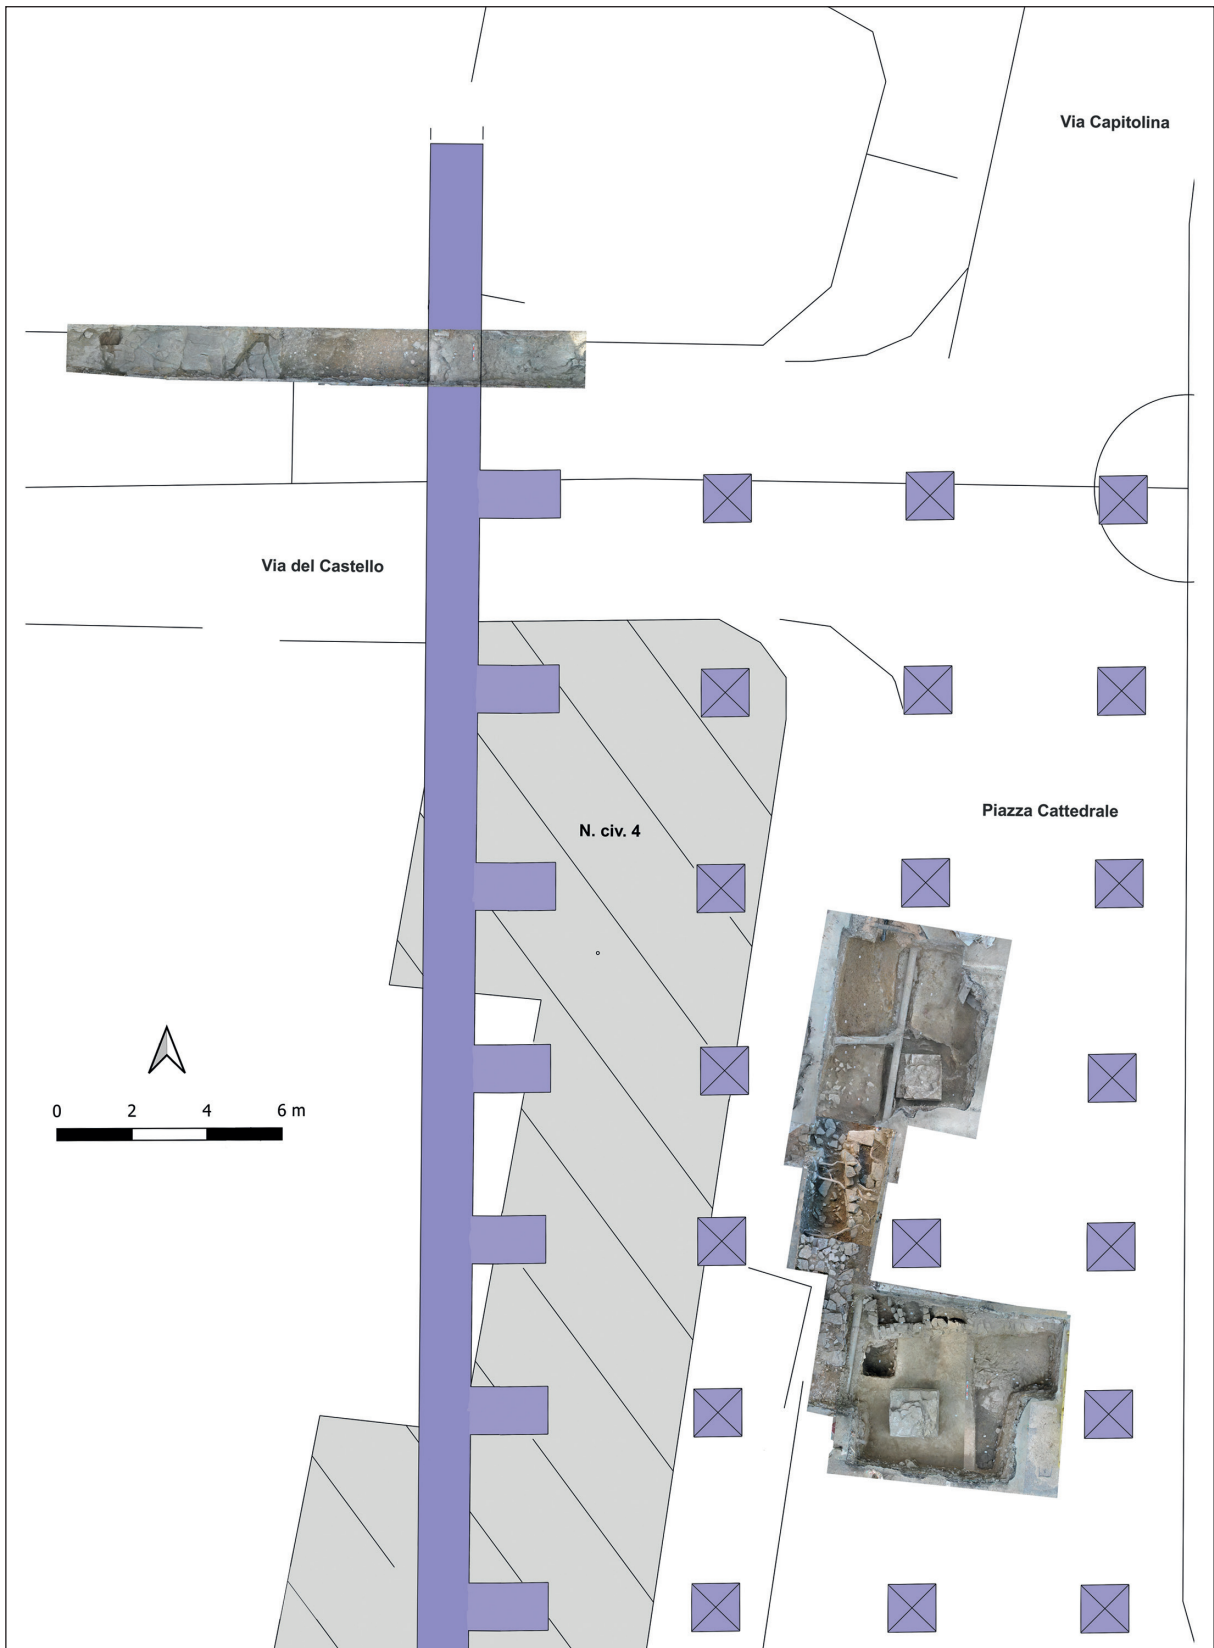 Via Capitolina
Via del Castello
Piazza Cattedrale
N. civ. 4
0 2 4 6 m